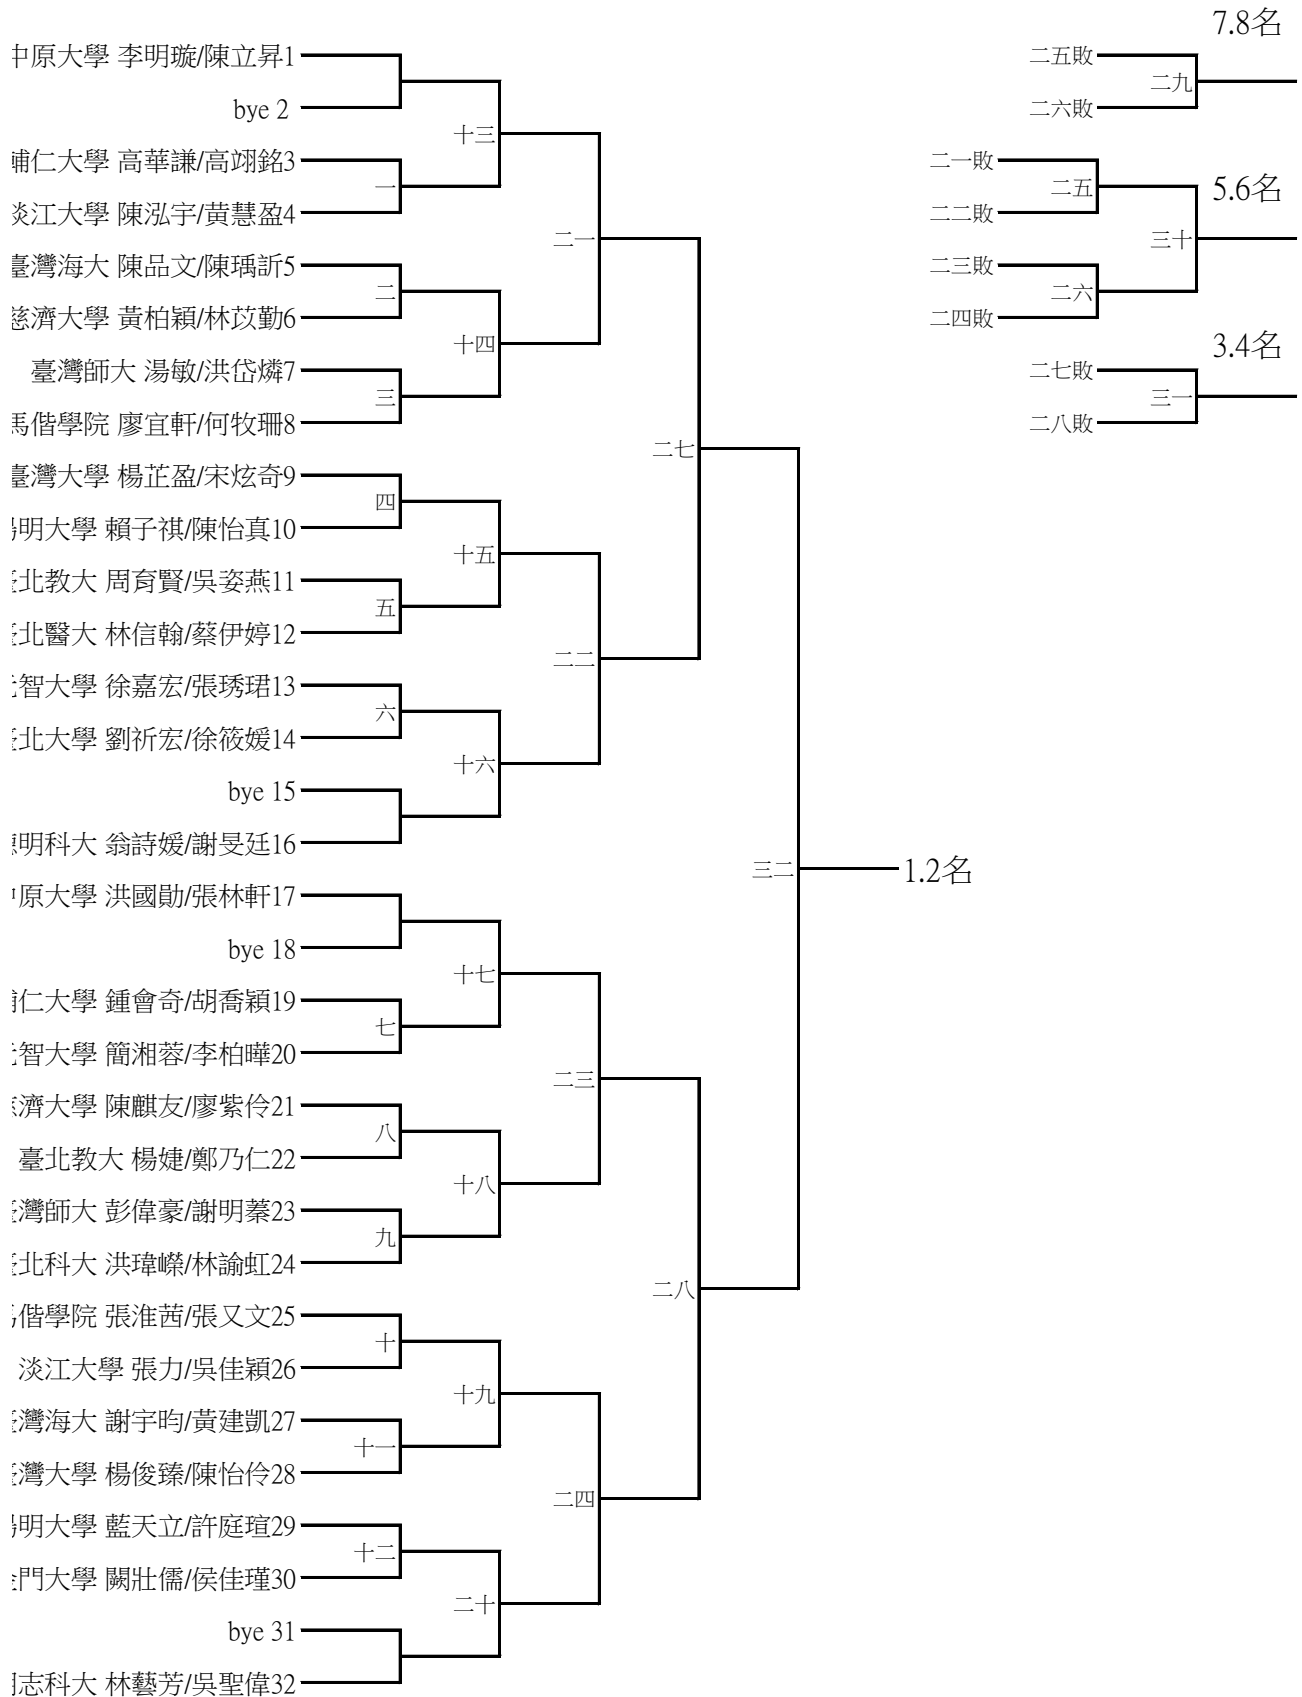 中原大學 李明璇/陳立昇1
bye 2
輔仁大學 高華謙/高翊銘3
淡江大學 陳泓宇/黃慧盈4
臺灣海大 陳品文/陳瑀訢5
慈濟大學 黃柏穎/林苡勤6
臺灣師大 湯敏/洪岱燐7
馬偕學院 廖宜軒/何牧珊8
臺灣大學 楊芷盈/宋炫奇9
明大學 賴子祺/陳怡真10
北教大 周育賢/吳姿燕11
北醫大 林信翰/蔡伊婷12
智大學 徐嘉宏/張琇珺13
北大學 劉祈宏/徐筱媛14
bye 15
明科大 翁詩媛/謝旻廷16
原大學 洪國勛/張林軒17
bye 18
仁大學 鍾會奇/胡喬穎19
智大學 簡湘蓉/李柏曄20
濟大學 陳麒友/廖紫伶21
臺北教大 楊婕/鄭乃仁22
灣師大 彭偉豪/謝明蓁23
北科大 洪瑋嶸/林諭虹24
偕學院 張淮茜/張又文25
淡江大學 張力/吳佳穎26
灣海大 謝宇昀/黃建凱27
灣大學 楊俊臻/陳怡伶28
明大學 藍天立/許庭瑄29
門大學 闕壯儒/侯佳瑾30
bye 31
志科大 林藝芳/吳聖偉32
一
二
三
四
五
六
七
八
九
十
十一
十二
十三
十四
十五
十六
十七
十八
十九
二十
二一
二二
二三
二四
二七
二八
三二
1.2名
7.8名
二五敗
二九
二六敗
二一敗
二五
二二敗
5.6名
三十
二三敗
二六
二四敗
3.4名
二七敗
三一
二八敗